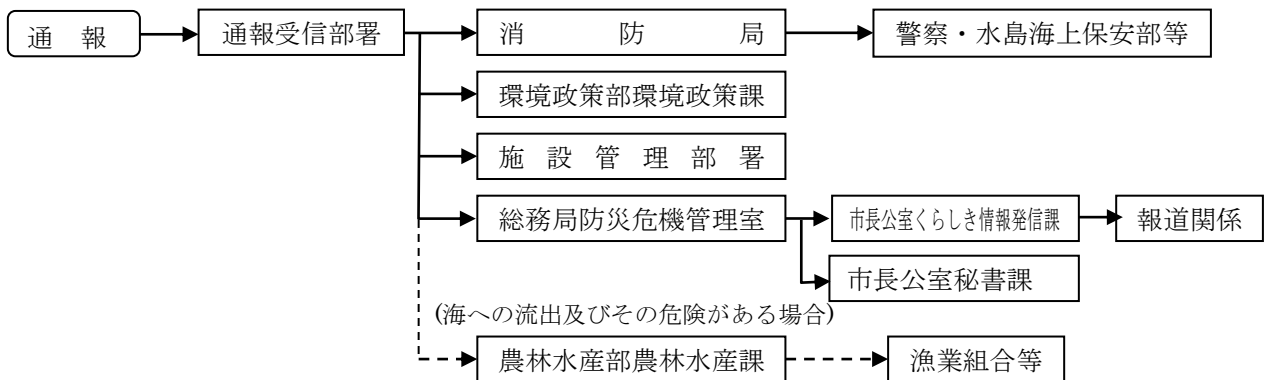 通報
通報受信部署
消防局
警察・水島海上保安部等
環境政策部環境政策課
施設管理部署
総務局防災危機管理室
市長公室くらしき情報発信課
報道関係
市長公室秘書課
(海への流出及びその危険がある場合)
農林水産部農林水産課
漁業組合等